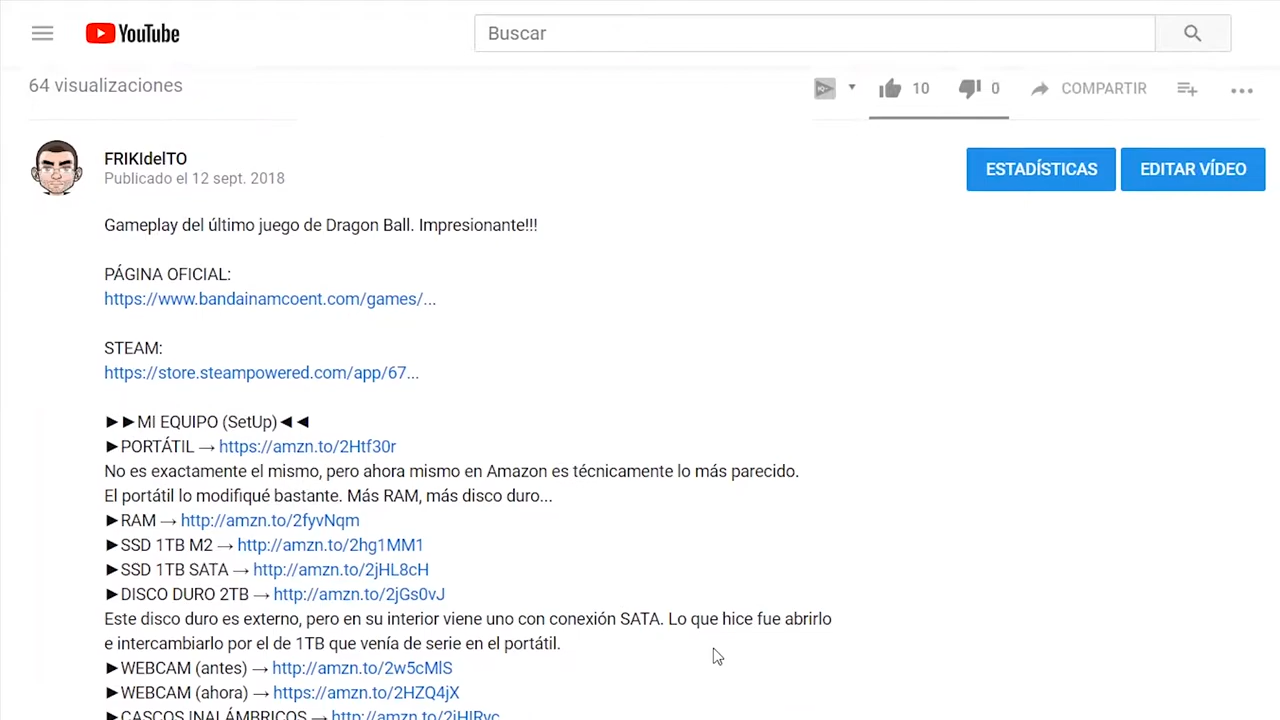 YouTube
Buscar
64 visualizaciones
10
0
COMPARTIR
FRIKIdelTO
Publicado el 12 sept. 2018
ESTADÍSTICAS
EDITAR VÍDEO
Gameplay del último juego de Dragon Ball. Impresionante!!!
PÁGINA OFICIAL:
https://www.bandainamcoent.com/games/...
STEAM:
https://store.steampowered.com/app/67...
►►MI EQUIPO (SetUp)◄◄
►PORTÁTIL → https://amzn.to/2Htf30r
No es exactamente el mismo, pero ahora mismo en Amazon es técnicamente lo más parecido.
El portátil lo modifiqué bastante. Más RAM, más disco duro...
►RAM → http://amzn.to/2fyvNqm
►SSD 1TB M2 → http://amzn.to/2hg1MM1
►SSD 1TB SATA → http://amzn.to/2jHL8cH
►DISCO DURO 2TB → http://amzn.to/2jGs0vJ
Este disco duro es externo, pero en su interior viene uno con conexión SATA. Lo que hice fue abrirlo
e intercambiarlo por el de 1TB que venía de serie en el portátil.
►WEBCAM (antes) → http://amzn.to/2w5cMlS
►WEBCAM (ahora) → https://amzn.to/2HZQ4jX
►CASCOS INALÁMBRICOS → http://amzn.to/2jHIRyc